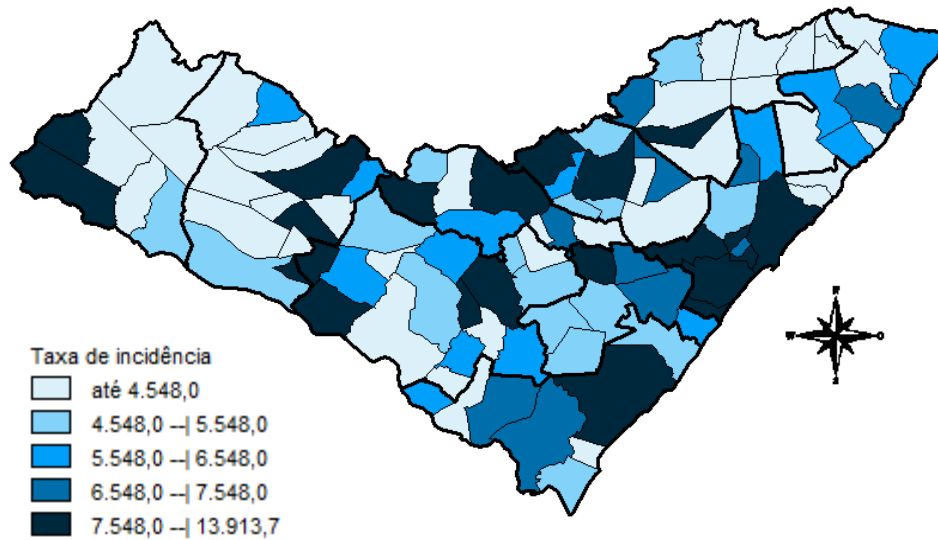 Taxa de incidência
até 4.548,0
4.548,0 --| 5.548,0
5.548,0 --| 6.548,0
6.548,0 --| 7.548,0
7.548,0 --| 13.913,7